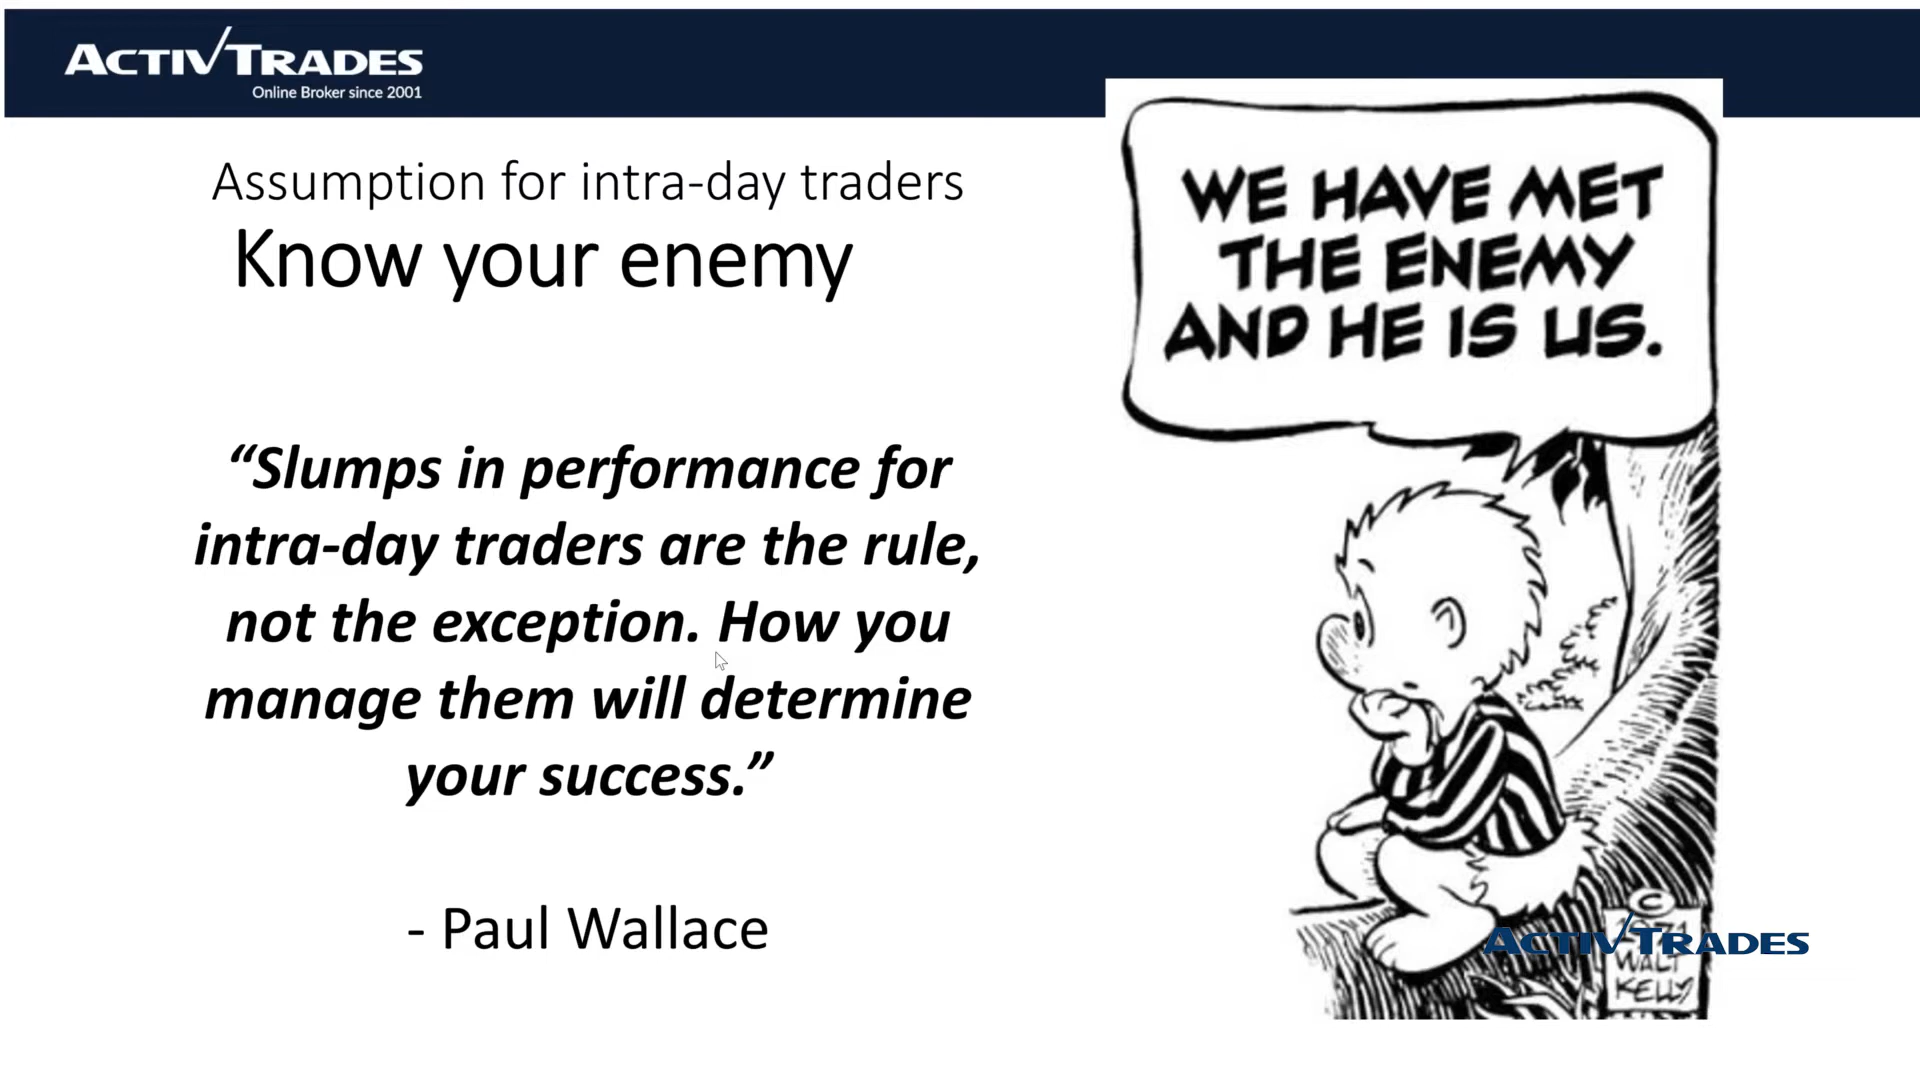 ACTIVTRADES
Online Broker since 2001
Assumption for intra-day traders
Know your enemy
“Slumps in performance for
intra-day traders are the rule,
not the exception. How you
manage them will determine
your success.”
- Paul Wallace
WE HAVE MET
THE ENEMY
AND HE IS US.
©
ACTIVTRADES
WALT
KELLY